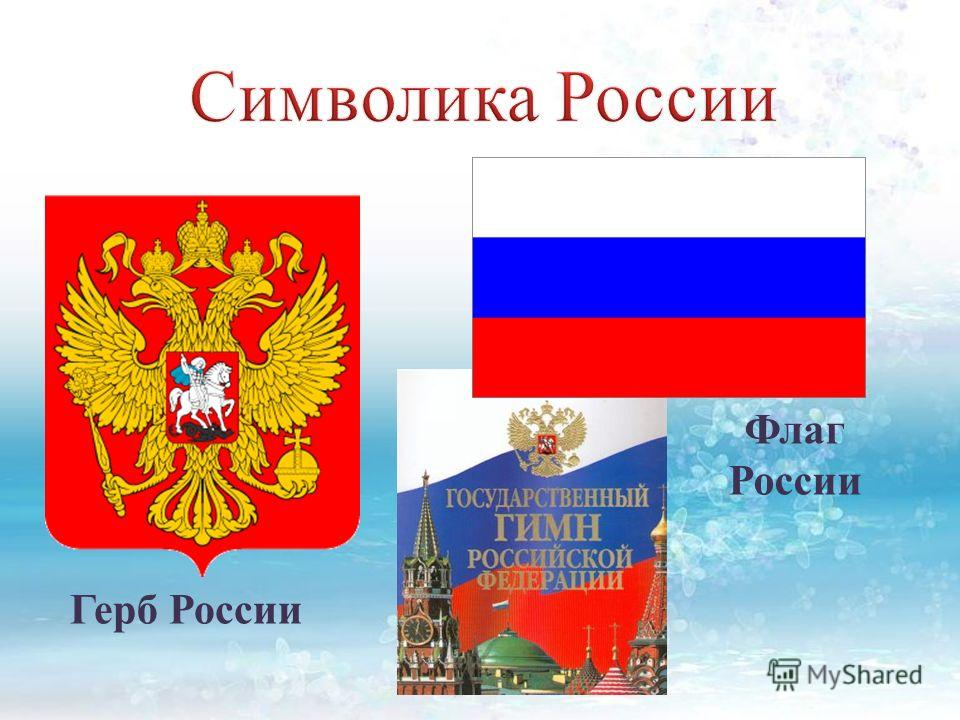 Символика России
Флаг
России
ГОСУДАРСТВЕННЫЙ
ГИМН
РОССИЙСКОЙ
ФЕДЕРАЦИИ
Герб России
MyShared